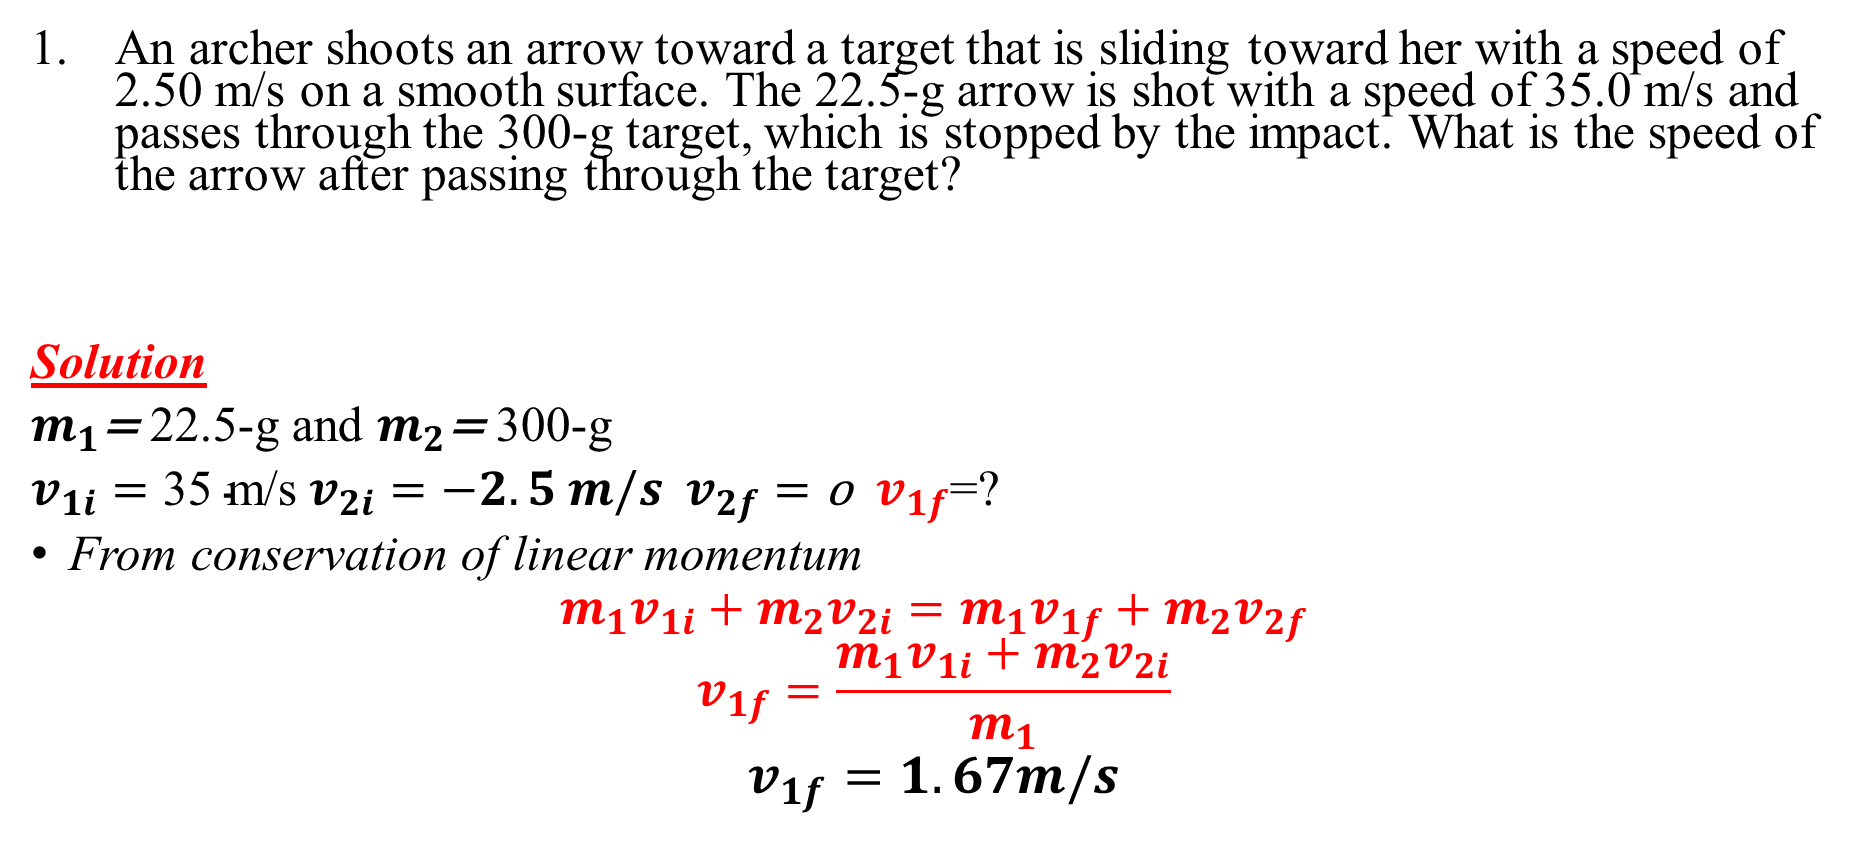 1. An archer shoots an arrow toward a target that is sliding toward her with a speed of
2.50 m/s on a smooth surface. The 22.5-g arrow is shot with a speed of 35.0 m/s and
passes through the 300-g target, which is stopped by the impact. What is the speed of
the arrow after passing through the target?
Solution
m₁ = 22.5-g and m₂ = 300-g
v₁ᵢ = 35 m/s v₂ᵢ = −2.5 m/s v₂f = o v₁f=?
• From conservation of linear momentum
m₁v₁ᵢ + m₂v₂ᵢ = m₁v₁f + m₂v₂f
v₁f = (m₁v₁ᵢ + m₂v₂ᵢ) / m₁
v₁f = 1.67m/s